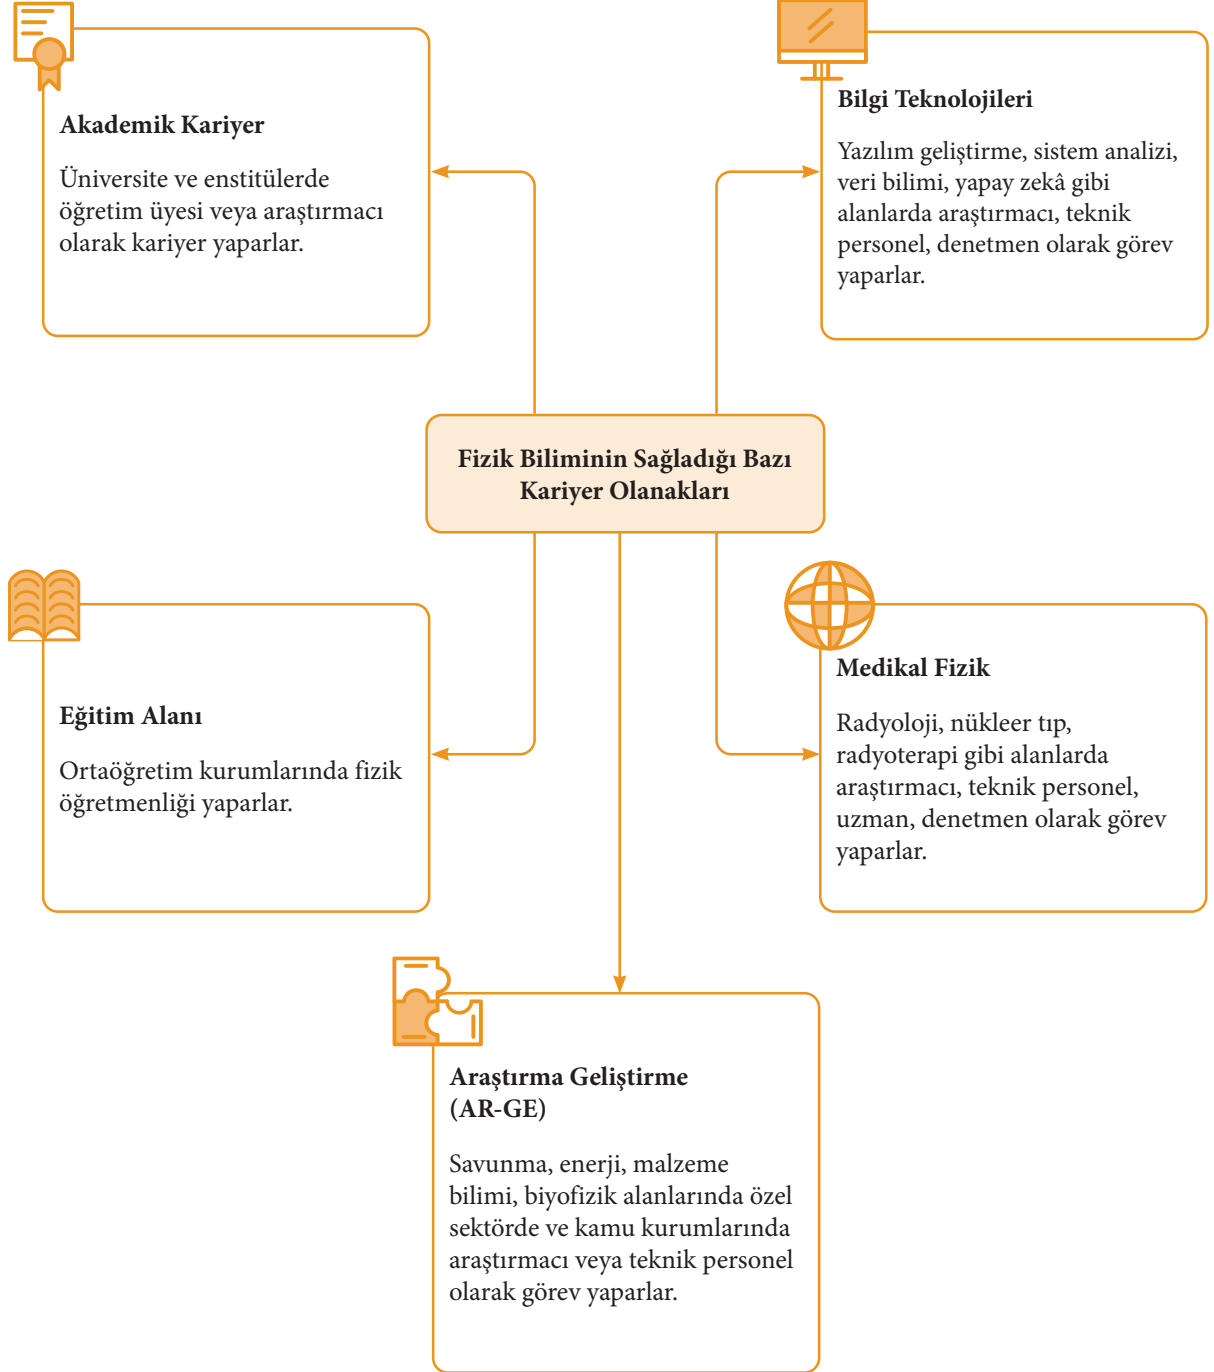 Akademik Kariyer
Üniversite ve enstitülerde
öğretim üyesi veya araştırmacı
olarak kariyer yaparlar.
Bilgi Teknolojileri
Yazılım geliştirme, sistem analizi,
veri bilimi, yapay zekâ gibi
alanlarda araştırmacı, teknik
personel, denetmen olarak görev
yaparlar.
Fizik Biliminin Sağladığı Bazı
Kariyer Olanakları
Eğitim Alanı
Ortaöğretim kurumlarında fizik
öğretmenliği yaparlar.
Medikal Fizik
Radyoloji, nükleer tıp,
radyoterapi gibi alanlarda
araştırmacı, teknik personel,
uzman, denetmen olarak görev
yaparlar.
Araştırma Geliştirme
(AR-GE)
Savunma, enerji, malzeme
bilimi, biyofizik alanlarında özel
sektörde ve kamu kurumlarında
araştırmacı veya teknik personel
olarak görev yaparlar.